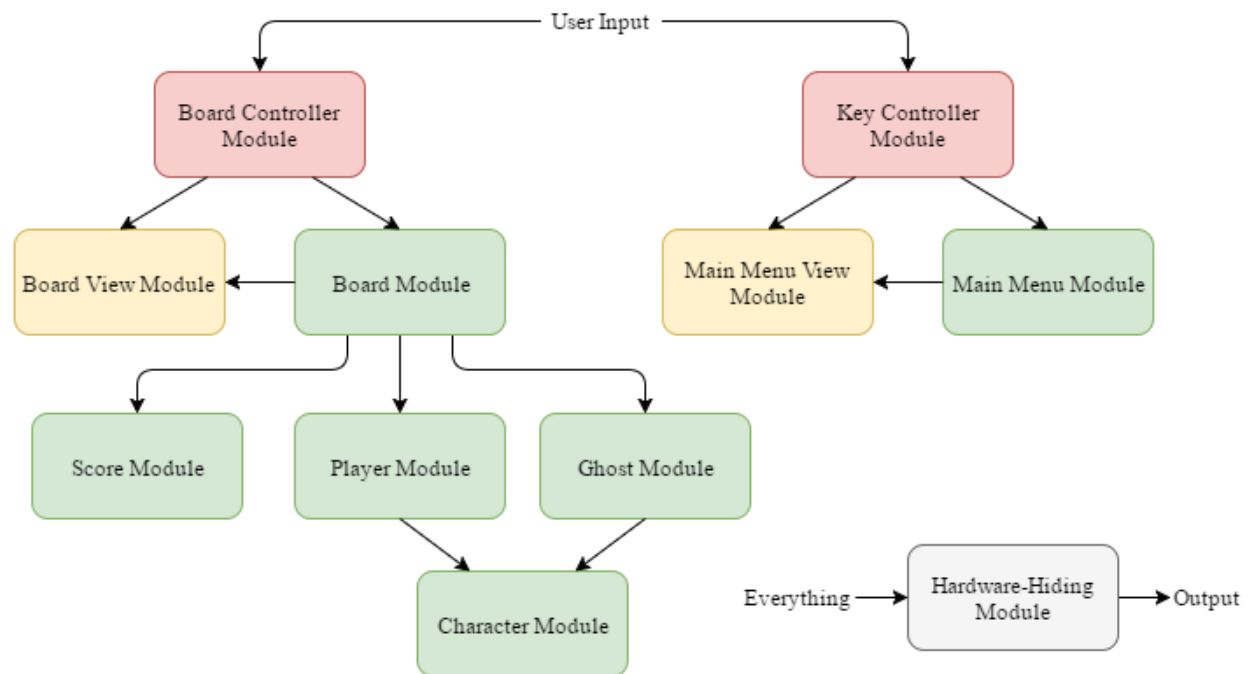 User Input
Board Controller
Module
Key Controller
Module
Board View Module
Board Module
Main Menu View
Module
Main Menu Module
Score Module
Player Module
Ghost Module
Character Module
Everything
Hardware-Hiding
Module
Output